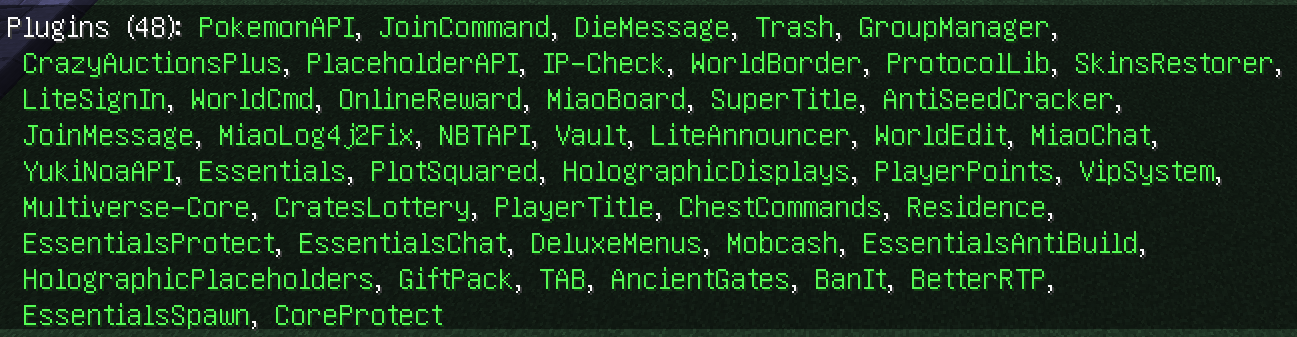 Plugins (48): PokemonAPI, JoinCommand, DieMessage, Trash, GroupManager,
CrazyAuctionsPlus, PlaceholderAPI, IP-Check, WorldBorder, ProtocolLib, SkinsRestorer,
LiteSignIn, WorldCmd, OnlineReward, MiaoBoard, SuperTitle, AntiSeedCracker,
JoinMessage, MiaoLog4j2Fix, NBTAPI, Vault, LiteAnnouncer, WorldEdit, MiaoChat,
YukiNoaAPI, Essentials, PlotSquared, HolographicDisplays, PlayerPoints, VipSystem,
Multiverse-Core, CratesLottery, PlayerTitle, ChestCommands, Residence,
EssentialsProtect, EssentialsChat, DeluxeMenus, Mobcash, EssentialsAntiBuild,
HolographicPlaceholders, GiftPack, TAB, AncientGates, BanIt, BetterRTP,
EssentialsSpawn, CoreProtect